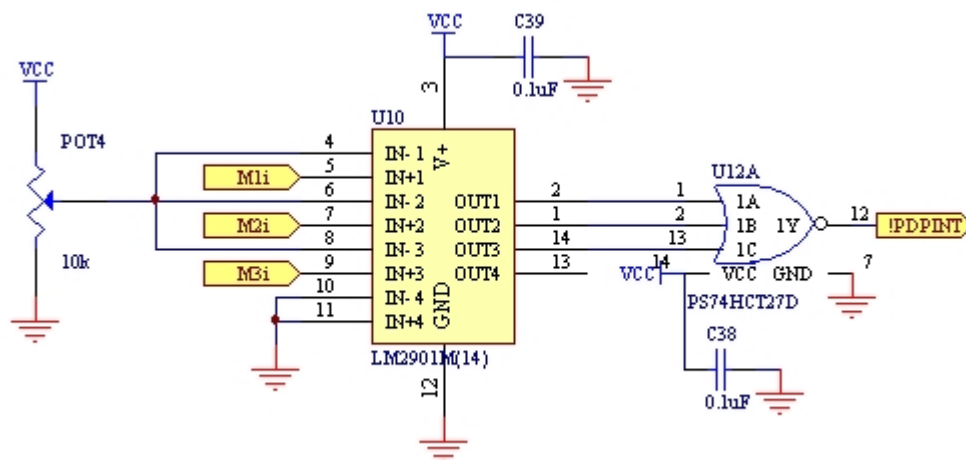 VCC
C39
0.1uF
VCC
POT4
10k
U10
3
V+
4 IN- 1
M1i 5 IN+1
6 IN- 2
M2i 7 IN+2
8 IN- 3
M3i 9 IN+3
10 IN- 4
11 IN+4
GND
OUT1 2
OUT2 1
OUT3 14
OUT4 13
LM2901M(14)
12
U12A
1 1A
2 1B 1Y 12 !PDPINT
13 1C
VCC 14 VCC GND 7
PS74HCT27D
C38
0.1uF